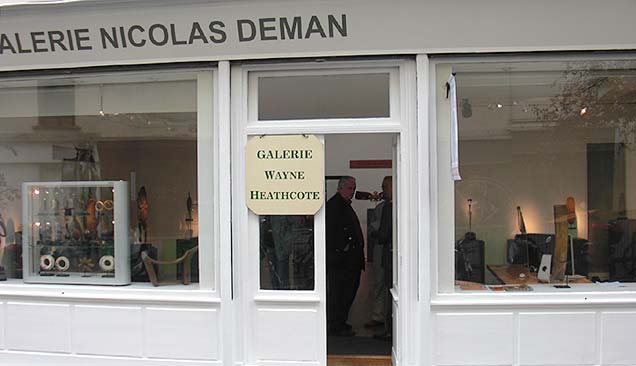 ALERIE NICOLAS DEMAN
GALERIE
WAYNE
HEATHCOTE